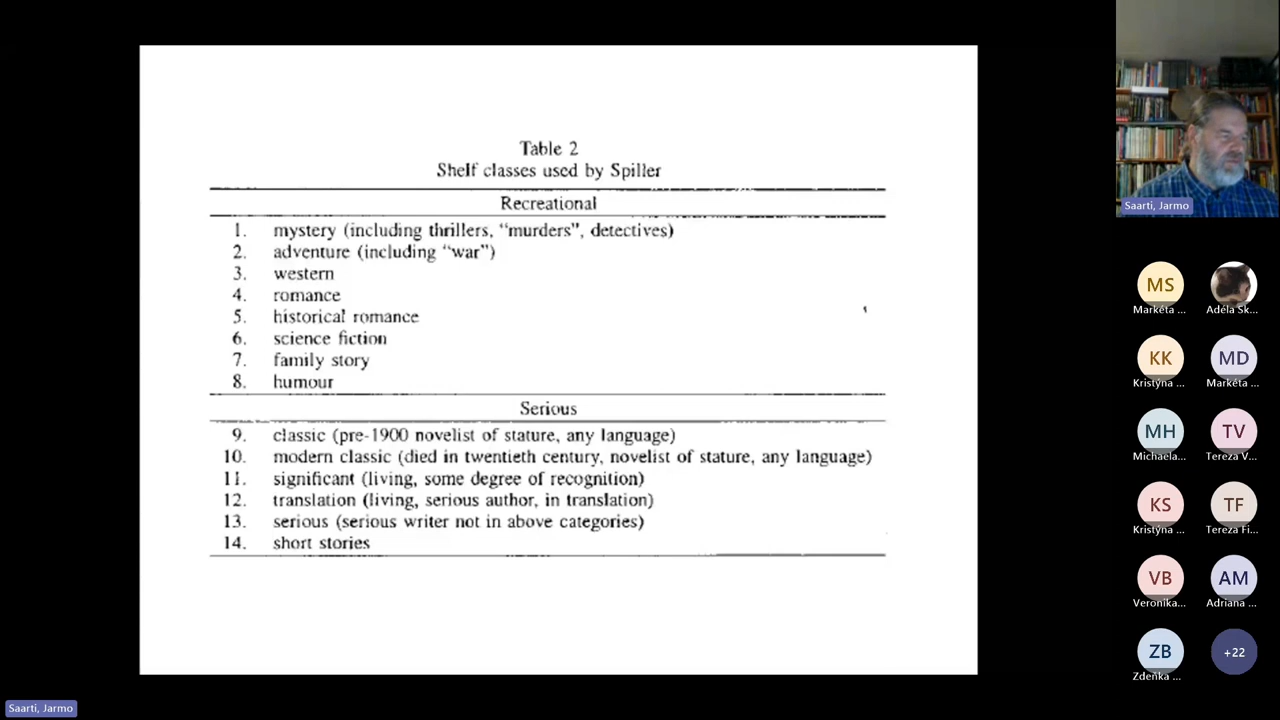 Table 2
Shelf classes used by Spiller
Recreational
1. mystery (including thrillers, "murders", detectives)
2. adventure (including "war")
3. western
4. romance
5. historical romance
6. science fiction
7. family story
8. humour
Serious
9. classic (pre-1900 novelist of stature, any language)
10. modern classic (died in twentieth century, novelist of stature, any language)
11. significant (living, some degree of recognition)
12. translation (living, serious author, in translation)
13. serious (serious writer not in above categories)
14. short stories
Saarti, Jarmo
MS
Markéta ...
Adéla Sk...
KK
Kristýna ...
MD
Markéta ...
MH
Michaela...
TV
Tereza V...
KS
Kristýna ...
TF
Tereza Fi...
VB
Veronika...
AM
Adriana ...
ZB
Zdeňka ...
+22
Saarti, Jarmo